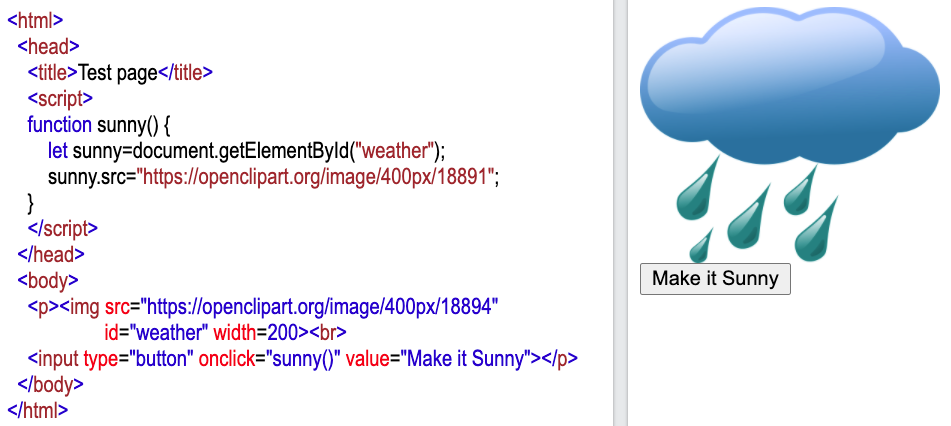 <html>
<head>
<title>Test page</title>
<script>
function sunny() {
let sunny=document.getElementById("weather");
sunny.src="https://openclipart.org/image/400px/18891";
}
</script>
</head>
<body>
<p><img src="https://openclipart.org/image/400px/18894"
id="weather" width=200><br>
<input type="button" onclick="sunny()" value="Make it Sunny"></p>
</body>
</html>
Make it Sunny